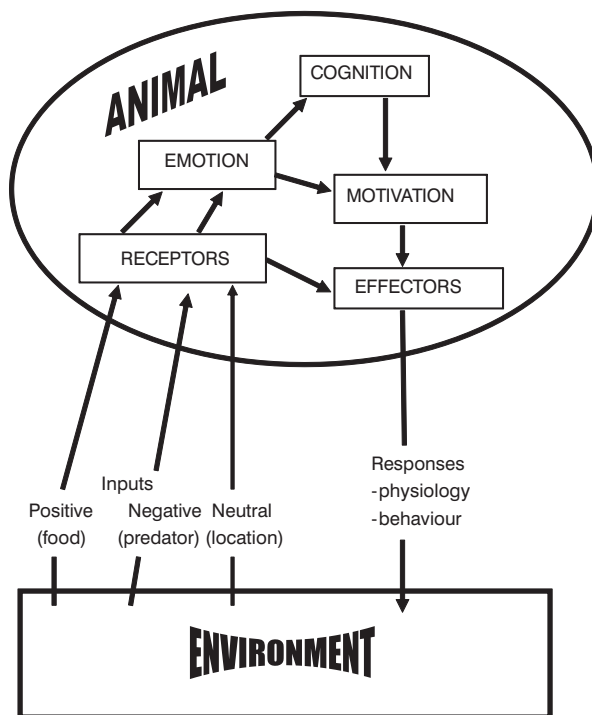 ANIMAL
COGNITION
EMOTION
MOTIVATION
RECEPTORS
EFFECTORS
Inputs
Positive
(food)
Negative
(predator)
Neutral
(location)
Responses
-physiology
-behaviour
ENVIRONMENT